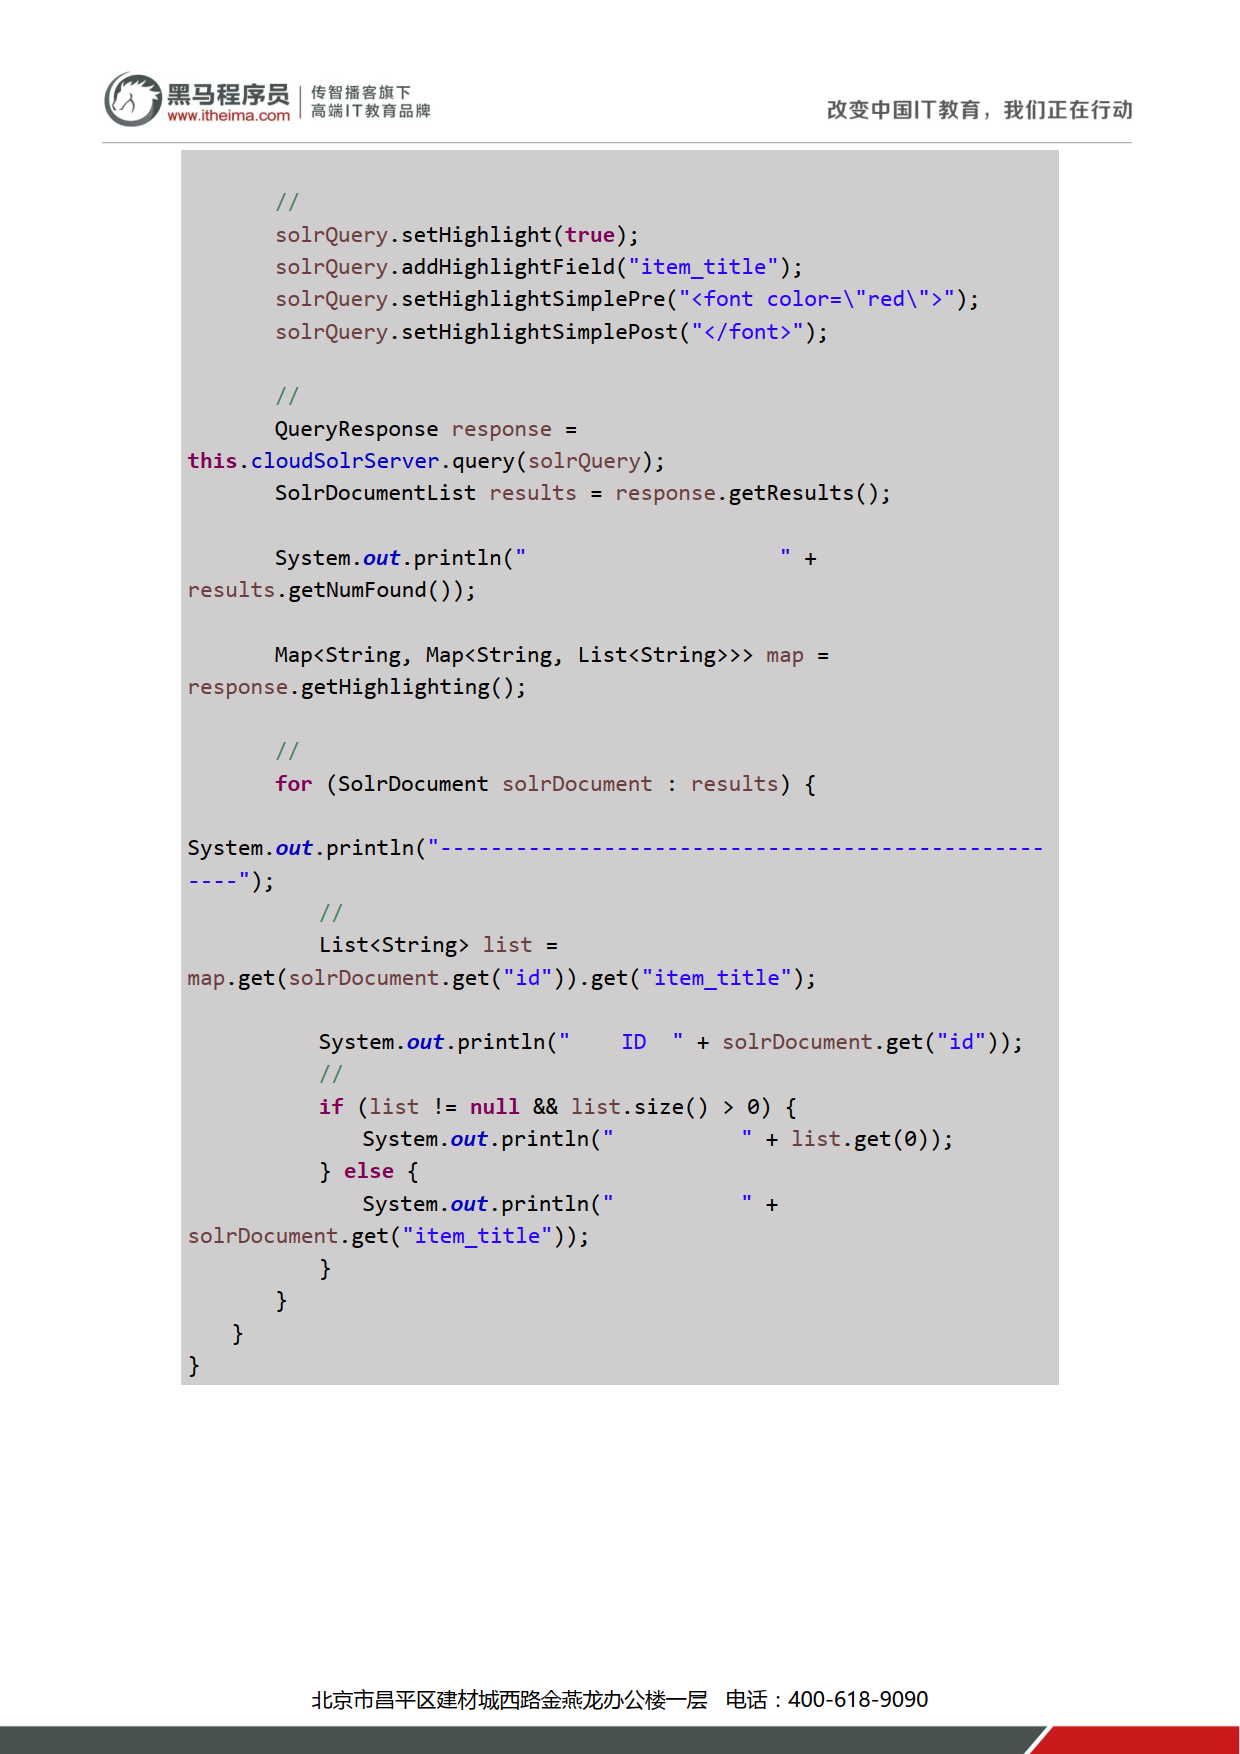 黑马程序员
www.itheima.com
传智播客旗下
高端IT教育品牌
改变中国IT教育，我们正在行动
//
solrQuery.setHighlight(true);
solrQuery.addHighlightField("item_title");
solrQuery.setHighlightSimplePre("<font color=\"red\">");
solrQuery.setHighlightSimplePost("</font>");
//
QueryResponse response =
this.cloudSolrServer.query(solrQuery);
SolrDocumentList results = response.getResults();
System.out.println("                    " +
results.getNumFound());
Map<String, Map<String, List<String>>> map =
response.getHighlighting();
//
for (SolrDocument solrDocument : results) {
System.out.println("------------------------------------------------
----");
//
List<String> list =
map.get(solrDocument.get("id")).get("item_title");
System.out.println("    ID  " + solrDocument.get("id"));
//
if (list != null && list.size() > 0) {
System.out.println("          " + list.get(0));
} else {
System.out.println("          " +
solrDocument.get("item_title"));
}
}
}
}
北京市昌平区建材城西路金燕龙办公楼一层 电话：400-618-9090